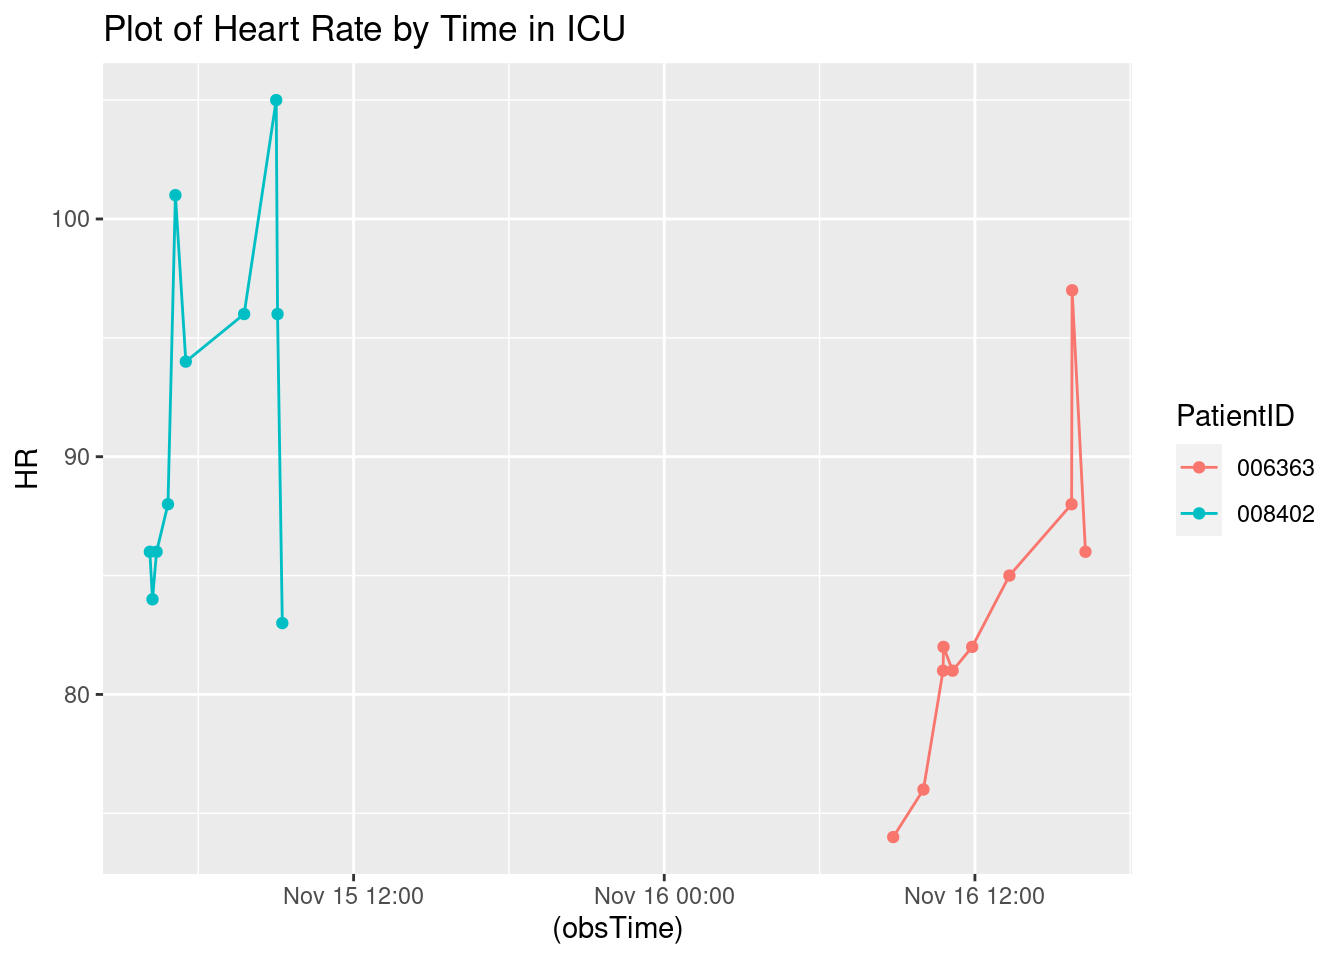 Plot of Heart Rate by Time in ICU
100
90
80
HR
Nov 15 12:00
Nov 16 00:00
Nov 16 12:00
(obsTime)
PatientID
006363
008402